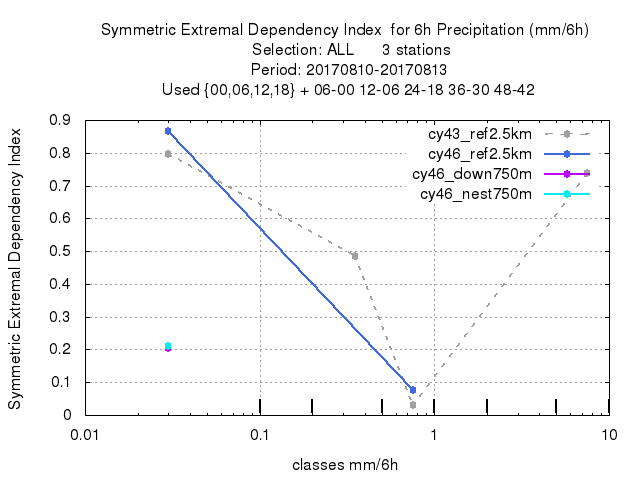 Symmetric Extremal Dependency Index  for 6h Precipitation (mm/6h)
Selection: ALL      3 stations
Period: 20170810-20170813
Used {00,06,12,18} + 06-00 12-06 24-18 36-30 48-42
Symmetric Extremal Dependency Index
0.9
0.8
0.7
0.6
0.5
0.4
0.3
0.2
0.1
0
cy43_ref2.5km
cy46_ref2.5km
cy46_down750m
cy46_nest750m
0.01 0.1 1 10
classes mm/6h